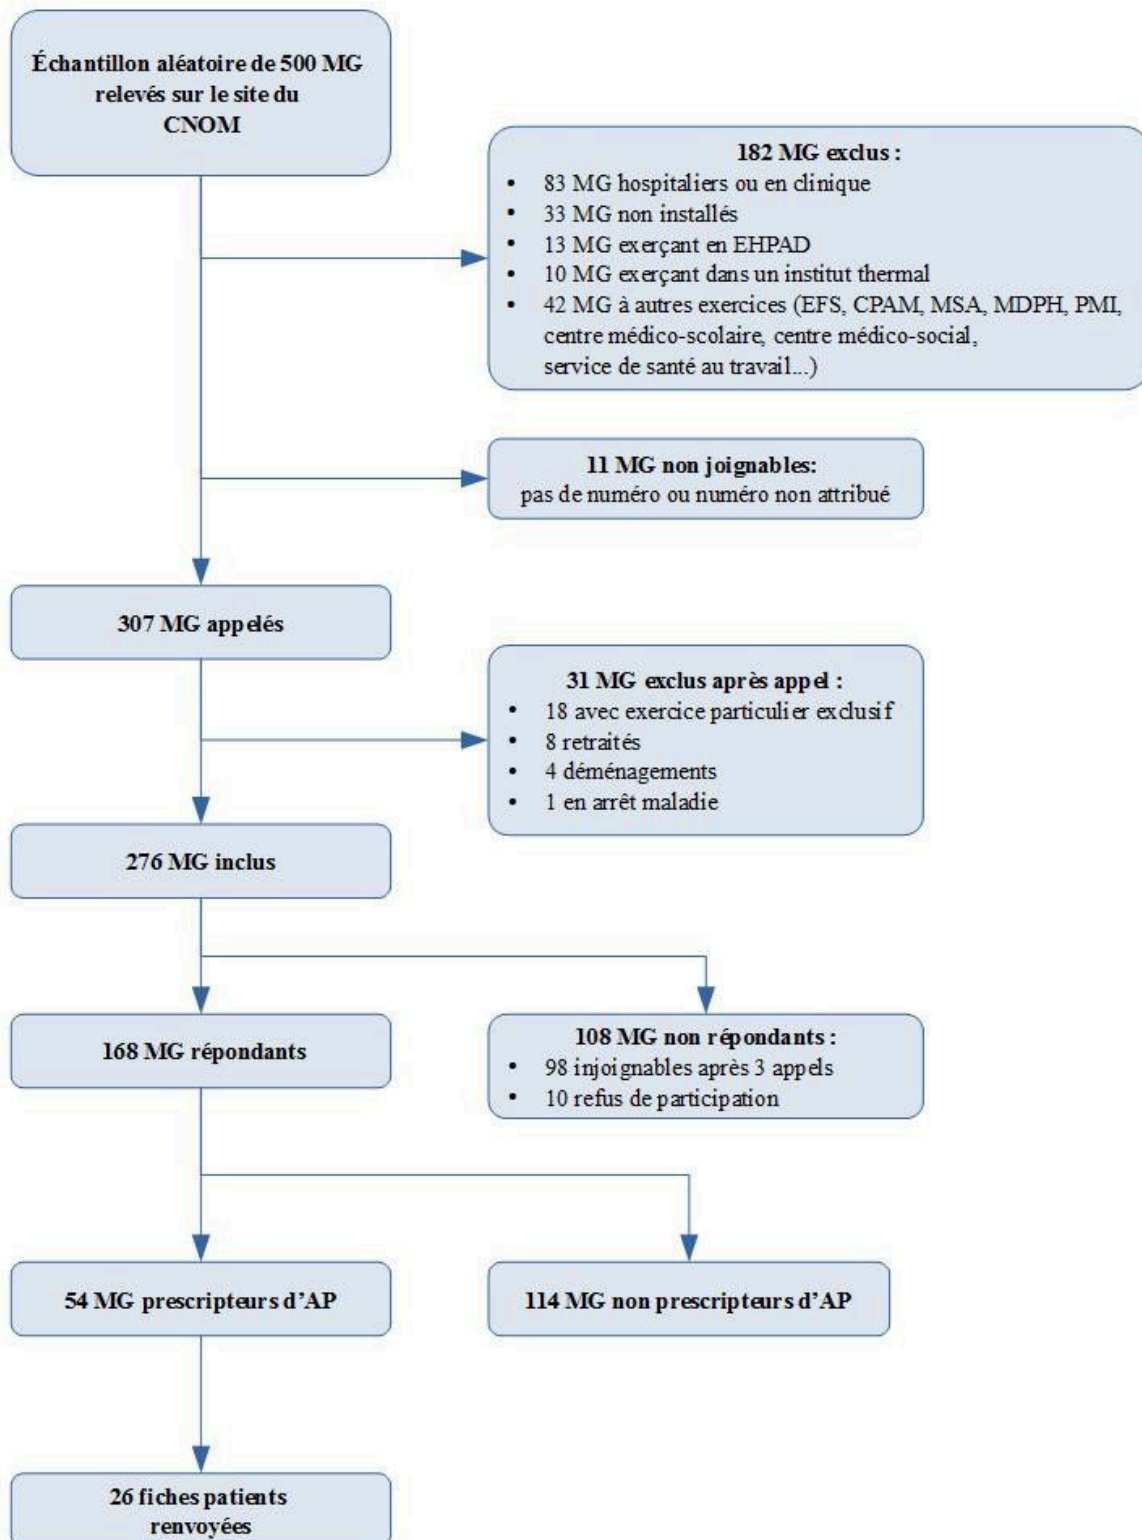 Échantillon aléatoire de 500 MG
relevés sur le site du
CNOM
182 MG exclus :
• 83 MG hospitaliers ou en clinique
• 33 MG non installés
• 13 MG exerçant en EHPAD
• 10 MG exerçant dans un institut thermal
• 42 MG à autres exercices (EFS, CPAM, MSA, MDPH, PMI,
centre médico-scolaire, centre médico-social,
service de santé au travail...)
11 MG non joignables:
pas de numéro ou numéro non attribué
307 MG appelés
31 MG exclus après appel :
• 18 avec exercice particulier exclusif
• 8 retraités
• 4 déménagements
• 1 en arrêt maladie
276 MG inclus
168 MG répondants
108 MG non répondants :
• 98 injoignables après 3 appels
• 10 refus de participation
54 MG prescripteurs d’AP
114 MG non prescripteurs d’AP
26 fiches patients
renvoyées